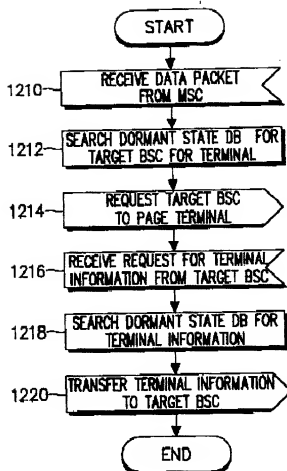 START
1210
RECEIVE DATA PACKET
FROM MSC
1212
SEARCH DORMANT STATE DB FOR
TARGET BSC FOR TERMINAL
1214
REQUEST TARGET BSC
TO PAGE TERMINAL
1216
RECEIVE REQUEST FOR TERMINAL
INFORMATION FROM TARGET BSC
1218
SEARCH DORMANT STATE DB FOR
TERMINAL INFORMATION
1220
TRANSFER TERMINAL INFORMATION
TO TARGET BSC
END